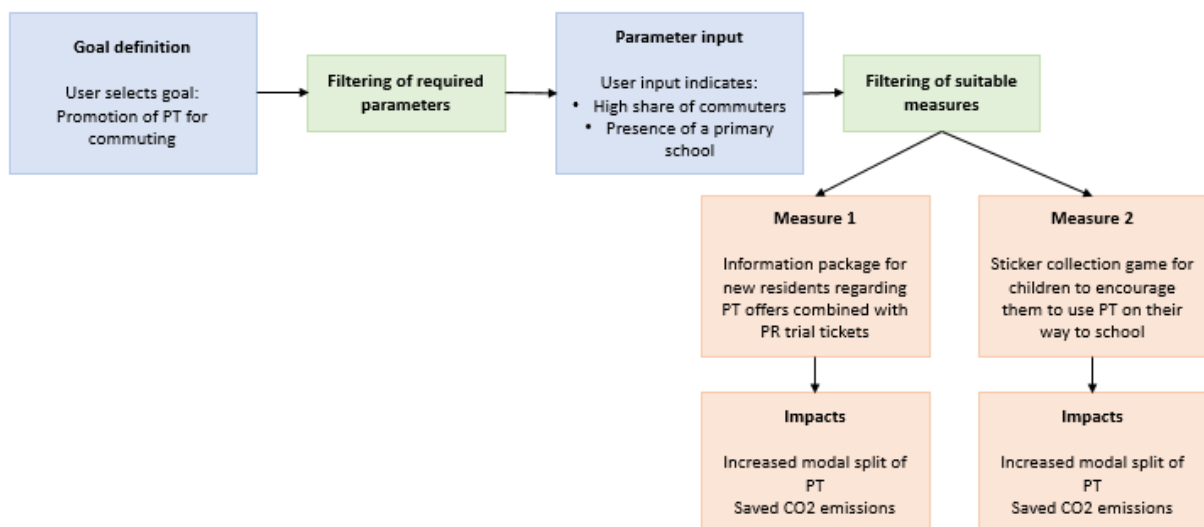 Goal definition
User selects goal:
Promotion of PT for
commuting
Filtering of required
parameters
Parameter input
User input indicates:
• High share of commuters
• Presence of a primary
school
Filtering of suitable
measures
Measure 1
Information package for
new residents regarding
PT offers combined with
PR trial tickets
Measure 2
Sticker collection game for
children to encourage
them to use PT on their
way to school
Impacts
Increased modal split of
PT
Saved CO2 emissions
Impacts
Increased modal split of
PT
Saved CO2 emissions